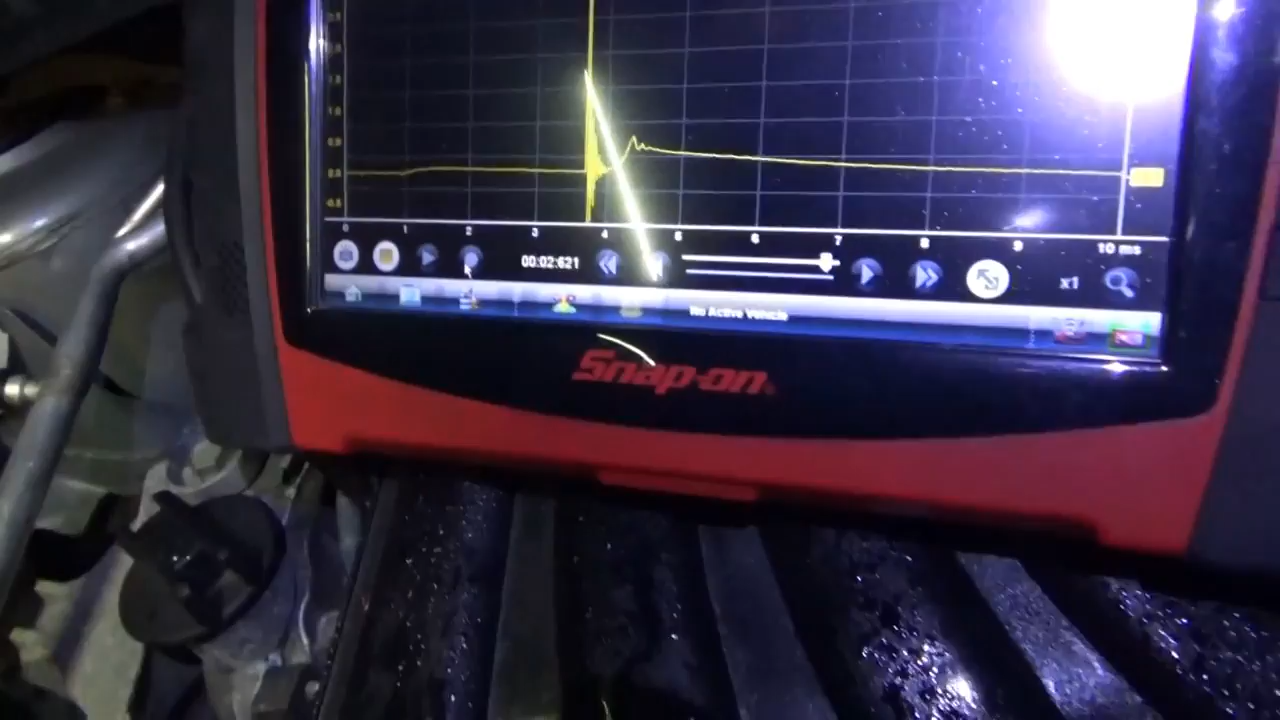 0 1 2 3 4 5 6 7 8 9 10 ms
00:02:621
x1
No Active Vehicle
Snap-on